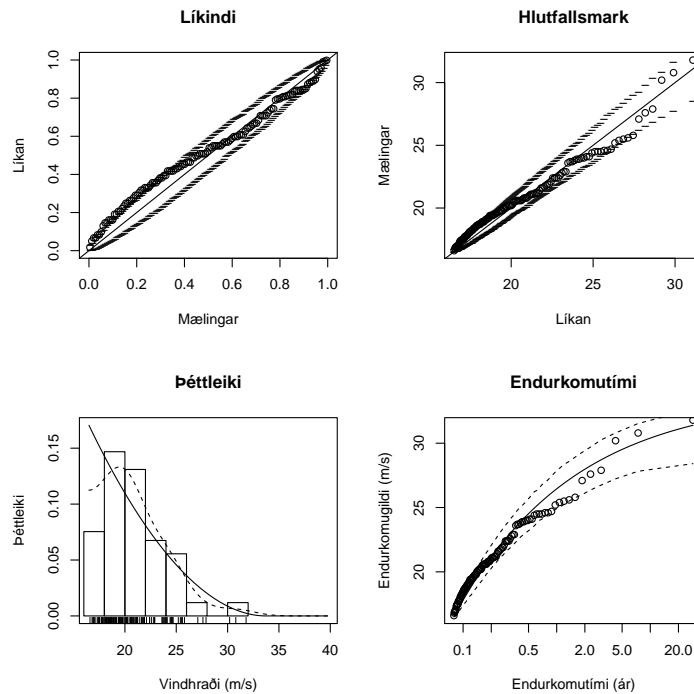 Líkindi
Líkan
0.0 0.2 0.4 0.6 0.8 1.0
0.0 0.2 0.4 0.6 0.8 1.0
Mælingar
Hlutfallsmark
Mælingar
20 25 30
20 25 30
Líkan
Þéttleiki
Þéttleiki
0.00 0.05 0.10 0.15
20 25 30 35 40
Vindhraði (m/s)
Endurkomutími
Endurkomugildi (m/s)
20 25 30
0.1 0.5 2.0 5.0 20.0
Endurkomutími (ár)